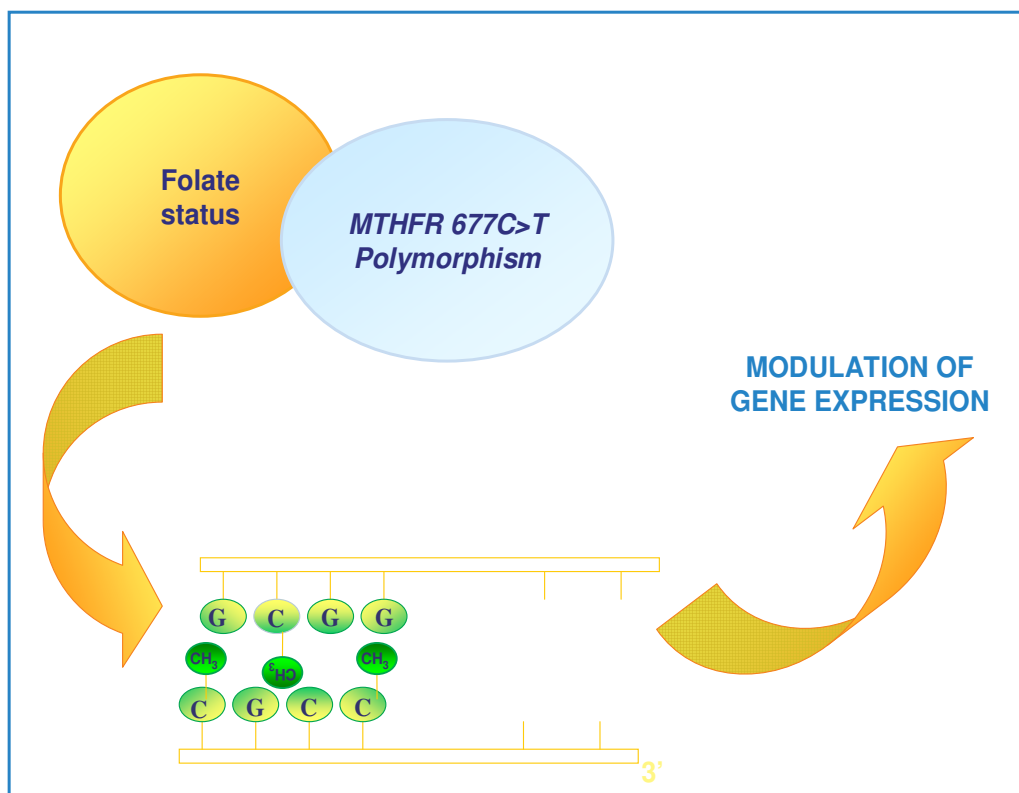 Folate
status
MTHFR 677C>T
Polymorphism
MODULATION OF
GENE EXPRESSION
G C G G
CH₃ CH₃ CH₃
C G C C
3’